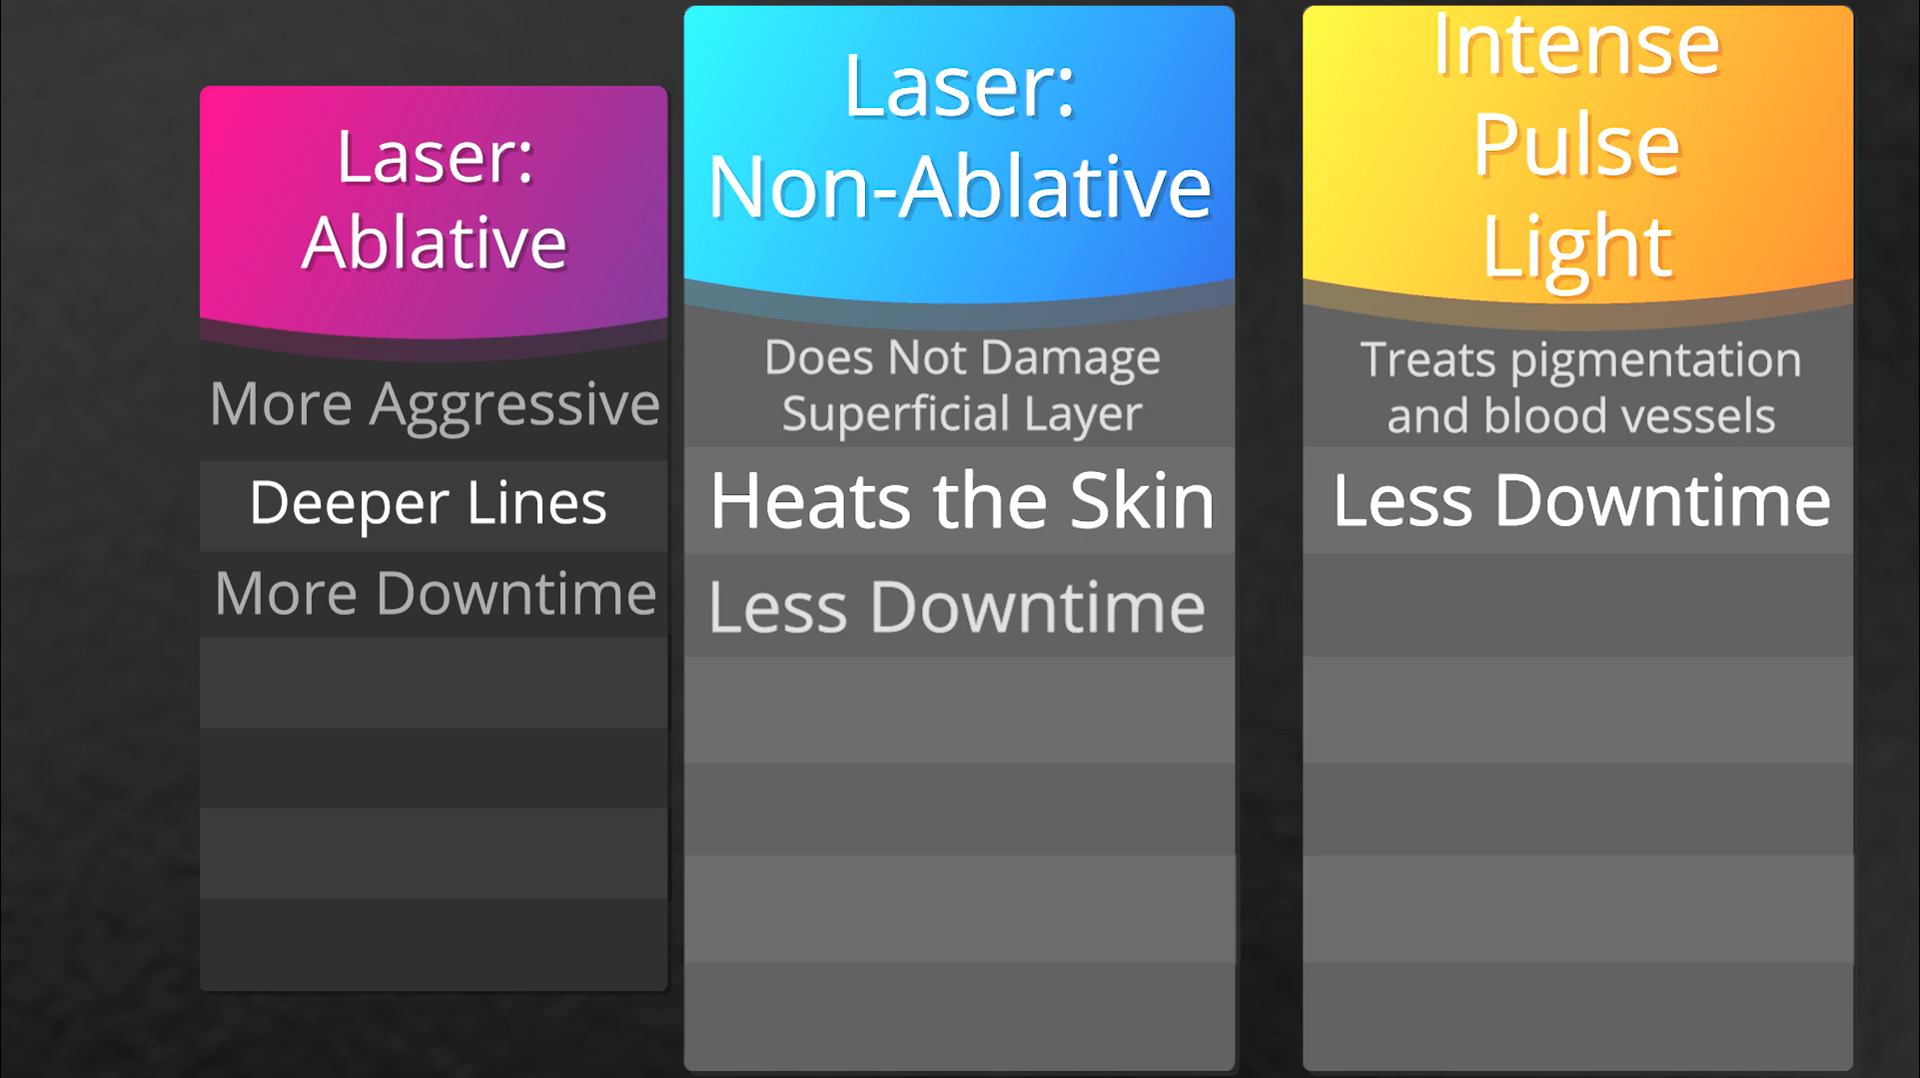 Laser:
Ablative
More Aggressive
Deeper Lines
More Downtime
Laser:
Non-Ablative
Does Not Damage
Superficial Layer
Heats the Skin
Less Downtime
Intense
Pulse
Light
Treats pigmentation
and blood vessels
Less Downtime